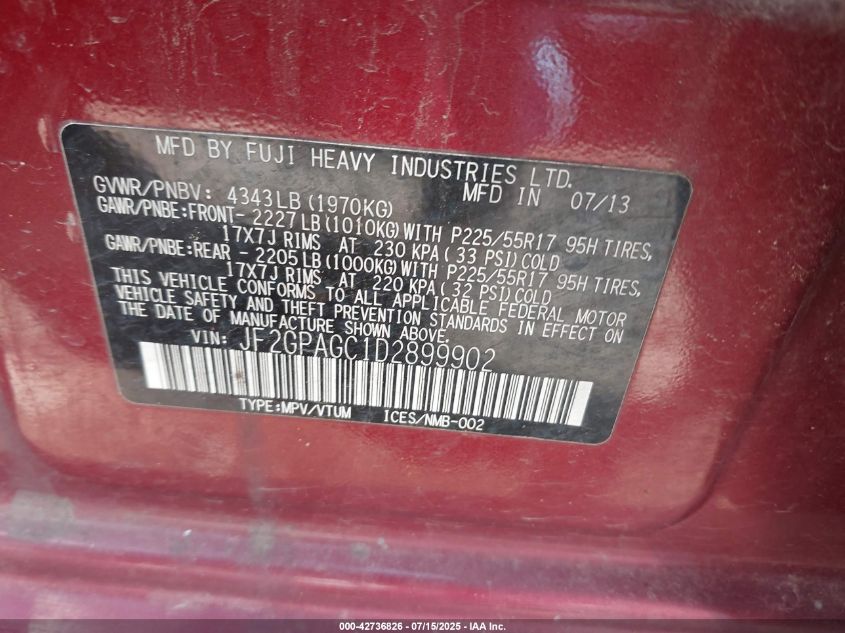 MFD BY FUJI HEAVY INDUSTRIES LTD.
MFD IN 07/13
GVWR/PNBV: 4343LB(1970KG)
GAWR/PNBE:FRONT- 2227LB(1010KG)WITH P225/55R17 95H TIRES,
17X7J RIMS AT 230 KPA(33 PSI)COLD
GAWR/PNBE:REAR - 2205LB(1000KG)WITH P225/55R17 95H TIRES,
17X7J RIMS AT 220 KPA(32 PSI)COLD
THIS VEHICLE CONFORMS TO ALL APPLICABLE FEDERAL MOTOR
VEHICLE SAFETY AND THEFT PREVENTION STANDARDS IN EFFECT ON
THE DATE OF MANUFACTURE SHOWN ABOVE.
VIN: JF2GPAGC1D2899902
TYPE:MPV/VTUM ICES/NMB-002
000-42736826 - 07/15/2025 - IAA Inc.